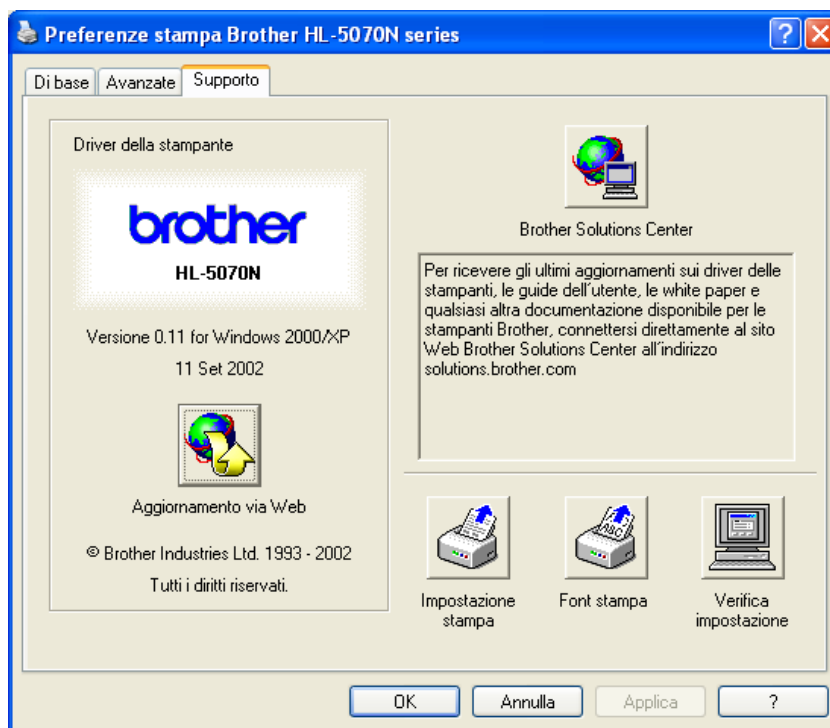 Preferenze stampa Brother HL-5070N series
Di base
Avanzate
Supporto
Driver della stampante
brother
HL-5070N
Versione 0.11 for Windows 2000/XP
11 Set 2002
Aggiornamento via Web
© Brother Industries Ltd. 1993 - 2002
Tutti i diritti riservati.
Brother Solutions Center
Per ricevere gli ultimi aggiornamenti sui driver delle
stampanti, le guide dell'utente, le white paper e
qualsiasi altra documentazione disponibile per le
stampanti Brother, connettersi direttamente al sito
Web Brother Solutions Center all'indirizzo
solutions.brother.com
Impostazione
stampa
Font stampa
Verifica
impostazione
OK
Annulla
Applica
?